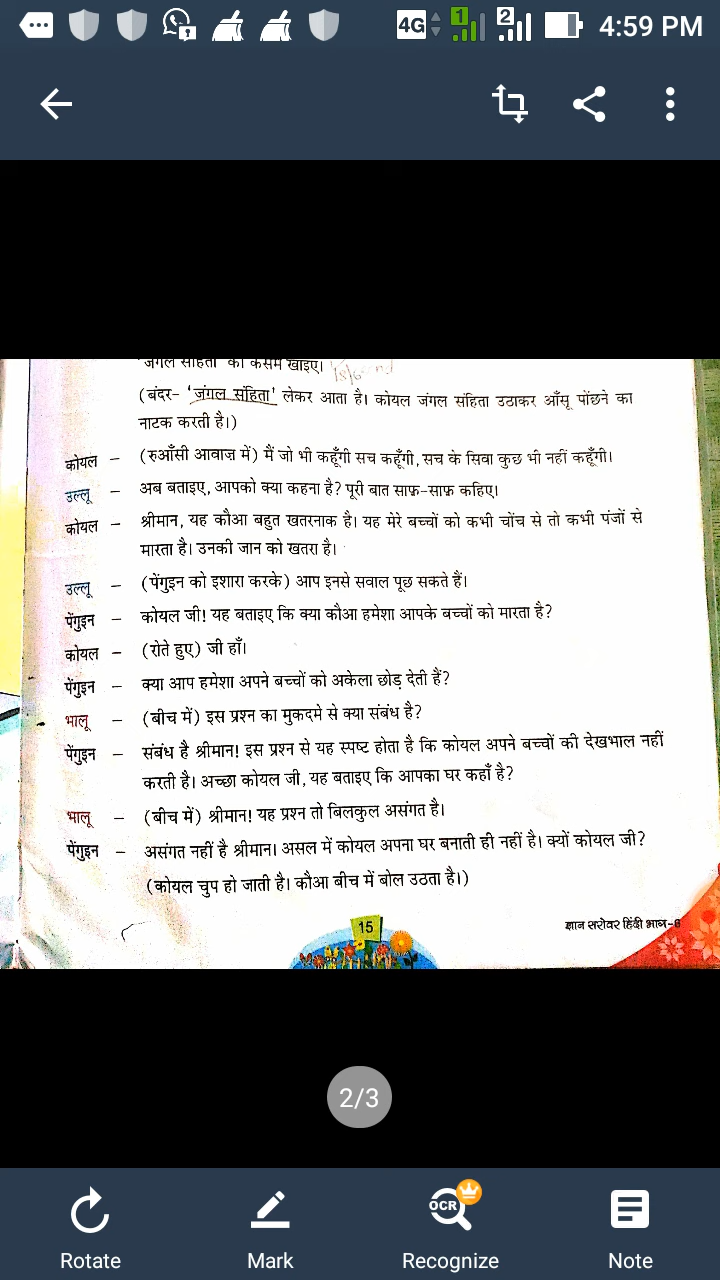 4G 1 2 4:59 PM
'जंगल संहिता' की कसम खाइए।
(बंदर- 'जंगल संहिता' लेकर आता है। कोयल जंगल संहिता उठाकर आँसू पोंछने का
नाटक करती है।)
कोयल – (रुआँसी आवाज़ में) मैं जो भी कहूँगी सच कहूँगी, सच के सिवा कुछ भी नहीं कहूँगी।
उल्लू – अब बताइए, आपको क्या कहना है? पूरी बात साफ़-साफ़ कहिए।
कोयल – श्रीमान, यह कौआ बहुत खतरनाक है। यह मेरे बच्चों को कभी चोंच से तो कभी पंजों से
मारता है। उनकी जान को खतरा है।
उल्लू – (पेंगुइन को इशारा करके) आप इनसे सवाल पूछ सकते हैं।
पेंगुइन – कोयल जी! यह बताइए कि क्या कौआ हमेशा आपके बच्चों को मारता है?
कोयल – (रोते हुए) जी हाँ।
पेंगुइन – क्या आप हमेशा अपने बच्चों को अकेला छोड़ देती हैं?
भालू – (बीच में) इस प्रश्न का मुकदमे से क्या संबंध है?
पेंगुइन – संबंध है श्रीमान! इस प्रश्न से यह स्पष्ट होता है कि कोयल अपने बच्चों की देखभाल नहीं
करती है। अच्छा कोयल जी, यह बताइए कि आपका घर कहाँ है?
भालू – (बीच में) श्रीमान! यह प्रश्न तो बिलकुल असंगत है।
पेंगुइन – असंगत नहीं है श्रीमान। असल में कोयल अपना घर बनाती ही नहीं है। क्यों कोयल जी?
(कोयल चुप हो जाती है। कौआ बीच में बोल उठता है।)
15
ज्ञान सरोवर हिंदी भाग-6
2/3
OCR
Rotate Mark Recognize Note